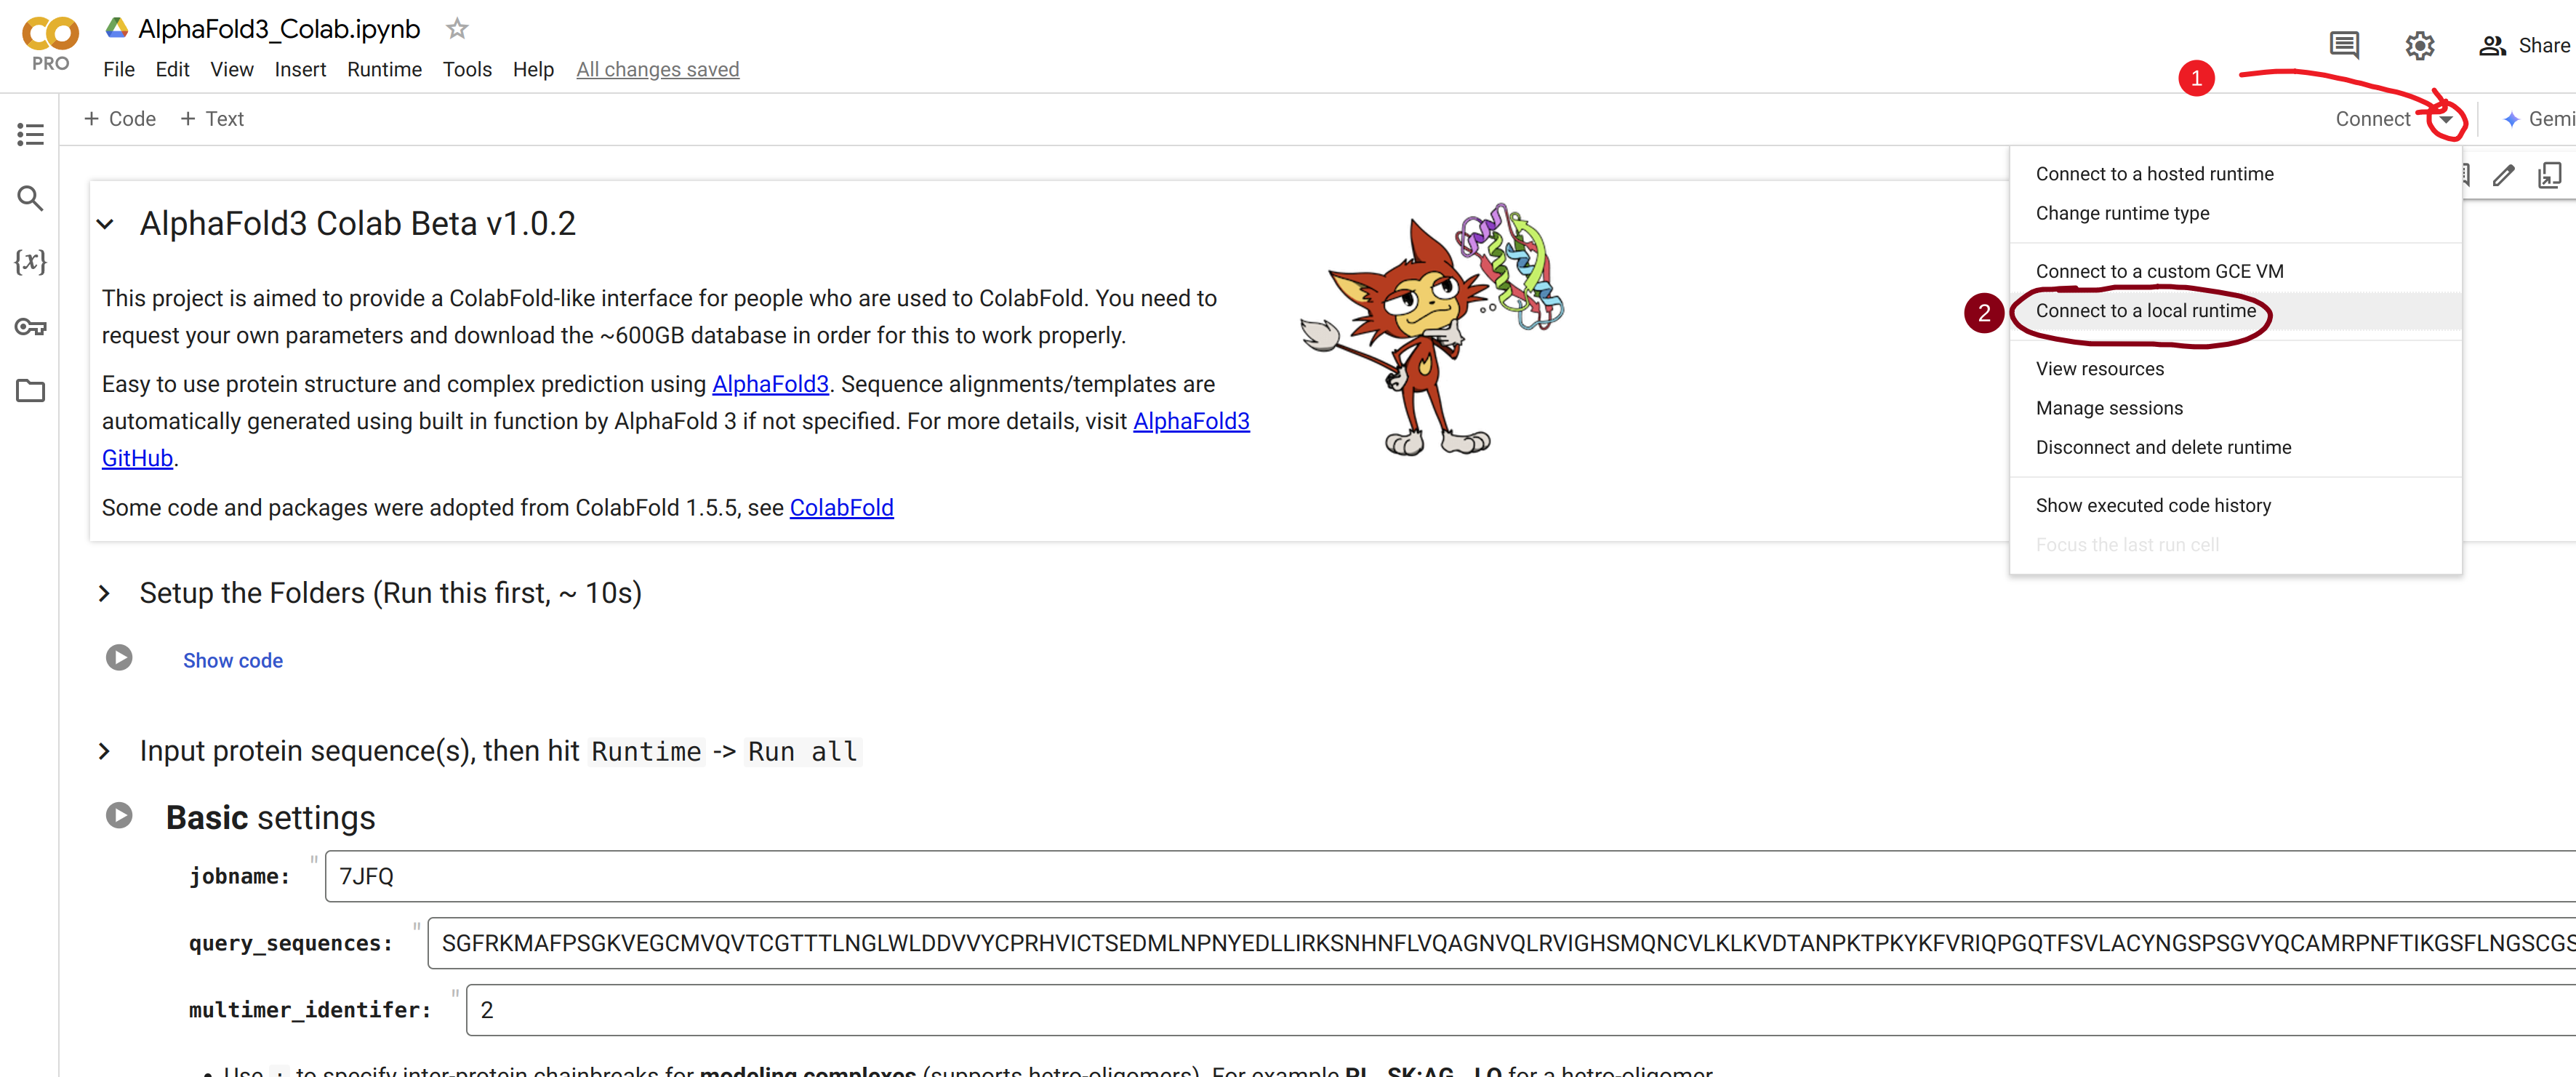 AlphaFold3_Colab.ipynb
PRO
File Edit View Insert Runtime Tools Help All changes saved
Share
1
+ Code + Text
Connect
Gemi
AlphaFold3 Colab Beta v1.0.2
This project is aimed to provide a ColabFold-like interface for people who are used to ColabFold. You need to
request your own parameters and download the ~600GB database in order for this to work properly.
Easy to use protein structure and complex prediction using AlphaFold3. Sequence alignments/templates are
automatically generated using built in function by AlphaFold 3 if not specified. For more details, visit AlphaFold3
GitHub.
Some code and packages were adopted from ColabFold 1.5.5, see ColabFold
Connect to a hosted runtime
Change runtime type
Connect to a custom GCE VM
2
Connect to a local runtime
View resources
Manage sessions
Disconnect and delete runtime
Show executed code history
Focus the last run cell
Setup the Folders (Run this first, ~ 10s)
Show code
Input protein sequence(s), then hit Runtime -> Run all
Basic settings
jobname: " 7JFQ
query_sequences: " SGFRKMAFPSGKVEGCMVQVTCGTTTLNGLWLDDVVYCPRHVICTSEDMLNPNYEDLLIRKSNHNFLVQAGNVQLRVIGHSMQNCVLKLKVDTANPKTPKYKFVRIQPGQTFSVLACYNGSPSGVYQCAMRPNFTIKGSFLNGSCGS
multimer_identifer: " 2
• Use : to specify inter-protein chainbreaks for modeling complexes (supports hetro-oligomers). For example PI...SK:AG...LO for a hetro-oligomer